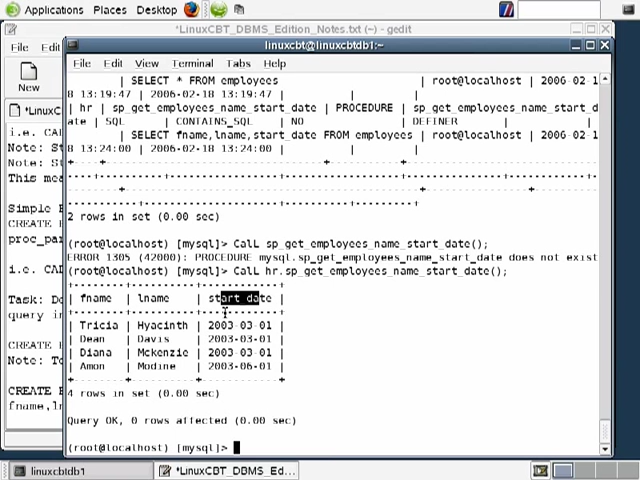 Applications Places Desktop
*LinuxCBT_DBMS_Edition_Notes.txt (~) - gedit
linuxcbt@linuxcbtdb1:~
File Edit View Terminal Tabs Help
File Edi
New
*LinuxC
i.e. CAL
Note: St
Note: St
This mea
Simple E
CREATE P
proc_par
i.e. CAL
Task: Do
query in
CREATE P
Note: To
CREATE P
fname,ln
| SELECT * FROM employees | root@localhost | 2006-02-1
8 13:19:47 | 2006-02-18 13:19:47 | | |
| hr | sp_get_employees_name_start_date | PROCEDURE | sp_get_employees_name_start_d
ate | SQL | CONTAINS_SQL | NO | DEFINER | |
| SELECT fname,lname,start_date FROM employees | root@localhost | 2006-02-1
8 13:24:00 | 2006-02-18 13:24:00 | | |
2 rows in set (0.00 sec)
(root@localhost) [mysql]> CalL sp_get_employees_name_start_date();
ERROR 1305 (42000): PROCEDURE mysql.sp_get_employees_name_start_date does not exist
(root@localhost) [mysql]> CalL hr.sp_get_employees_name_start_date();
| fname | lname | start_date |
| Tricia | Hyacinth | 2003-03-01 |
| Dean | Davis | 2003-03-01 |
| Diana | Mckenzie | 2003-03-01 |
| Amon | Modine | 2003-06-01 |
4 rows in set (0.00 sec)
Query OK, 0 rows affected (0.00 sec)
(root@localhost) [mysql]>
linuxcbtdb1
*LinuxCBT_DBMS_Ed...